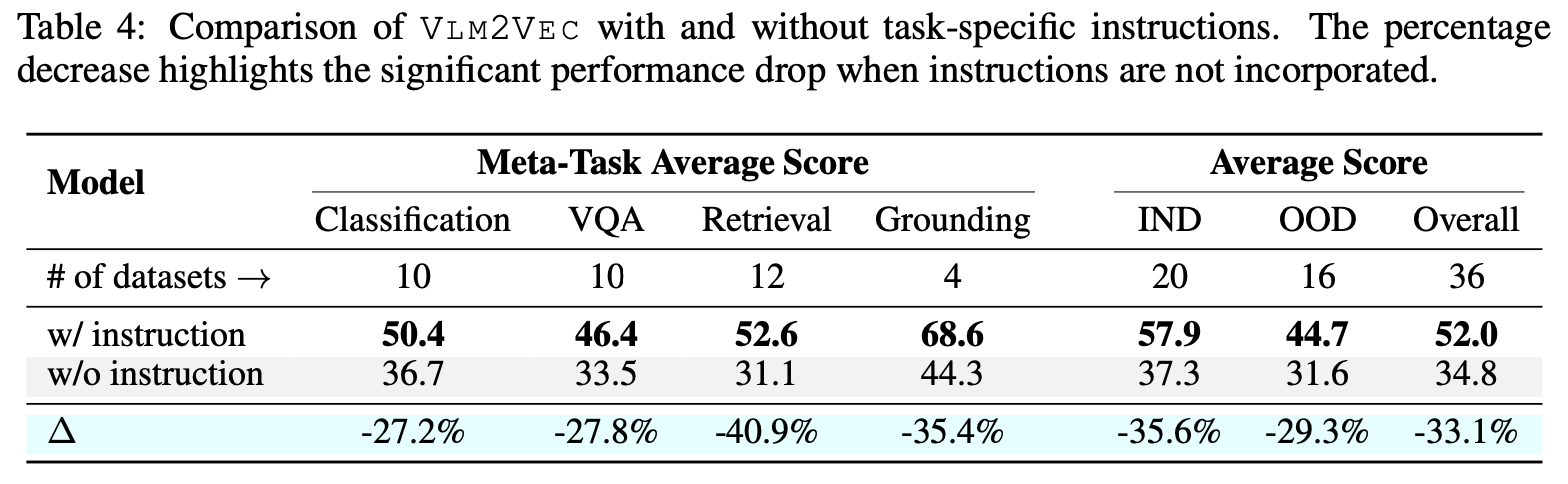 Table 4: Comparison of VLM2VEC with and without task-specific instructions. The percentage
decrease highlights the significant performance drop when instructions are not incorporated.
Model Meta-Task Average Score Average Score
Classification VQA Retrieval Grounding IND OOD Overall
# of datasets → 10 10 12 4 20 16 36
w/ instruction 50.4 46.4 52.6 68.6 57.9 44.7 52.0
w/o instruction 36.7 33.5 31.1 44.3 37.3 31.6 34.8
Δ -27.2% -27.8% -40.9% -35.4% -35.6% -29.3% -33.1%